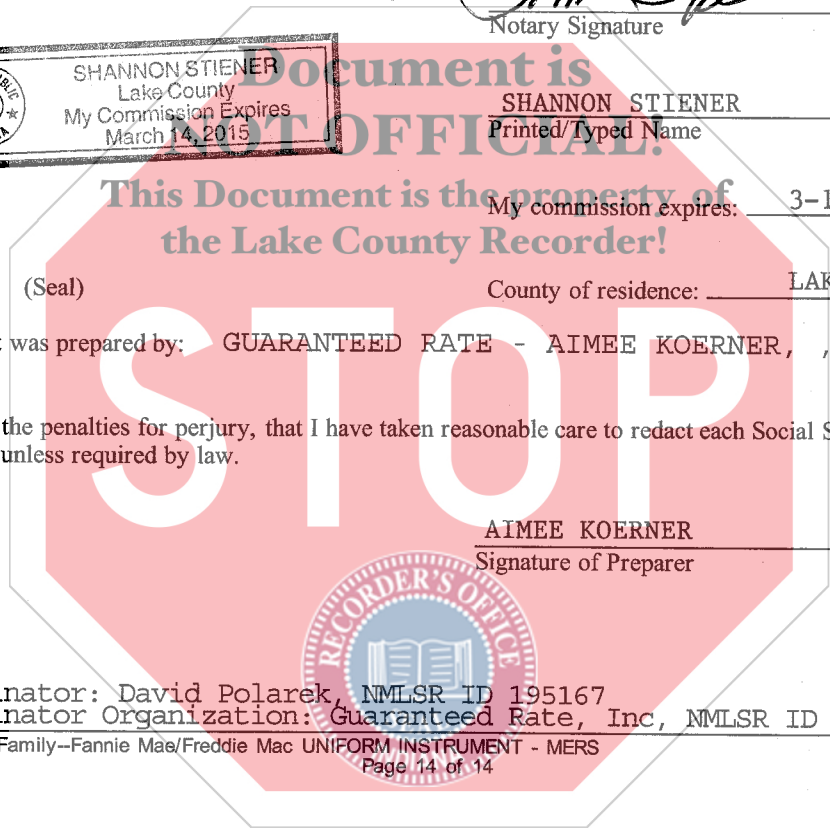 Notary Signature
SHANNON STIENER
Lake County
My Commission Expires
March 14, 2015
Document is
NOT OFFICIAL!
This Document is the property of
the Lake County Recorder!
SHANNON STIENER
Printed/Typed Name
My commission expires: 3-1
(Seal)
County of residence: LAK
was prepared by: GUARANTEED RATE - AIMEE KOERNER, ,
the penalties for perjury, that I have taken reasonable care to redact each Social S
unless required by law.
STOP
AIMEE KOERNER
Signature of Preparer
RECORDER'S OFFICE
INDIANA
nator: David Polarek, NMLSR ID 195167
nator Organization: Guaranteed Rate, Inc, NMLSR ID
Family--Fannie Mae/Freddie Mac UNIFORM INSTRUMENT - MERS
Page 14 of 14